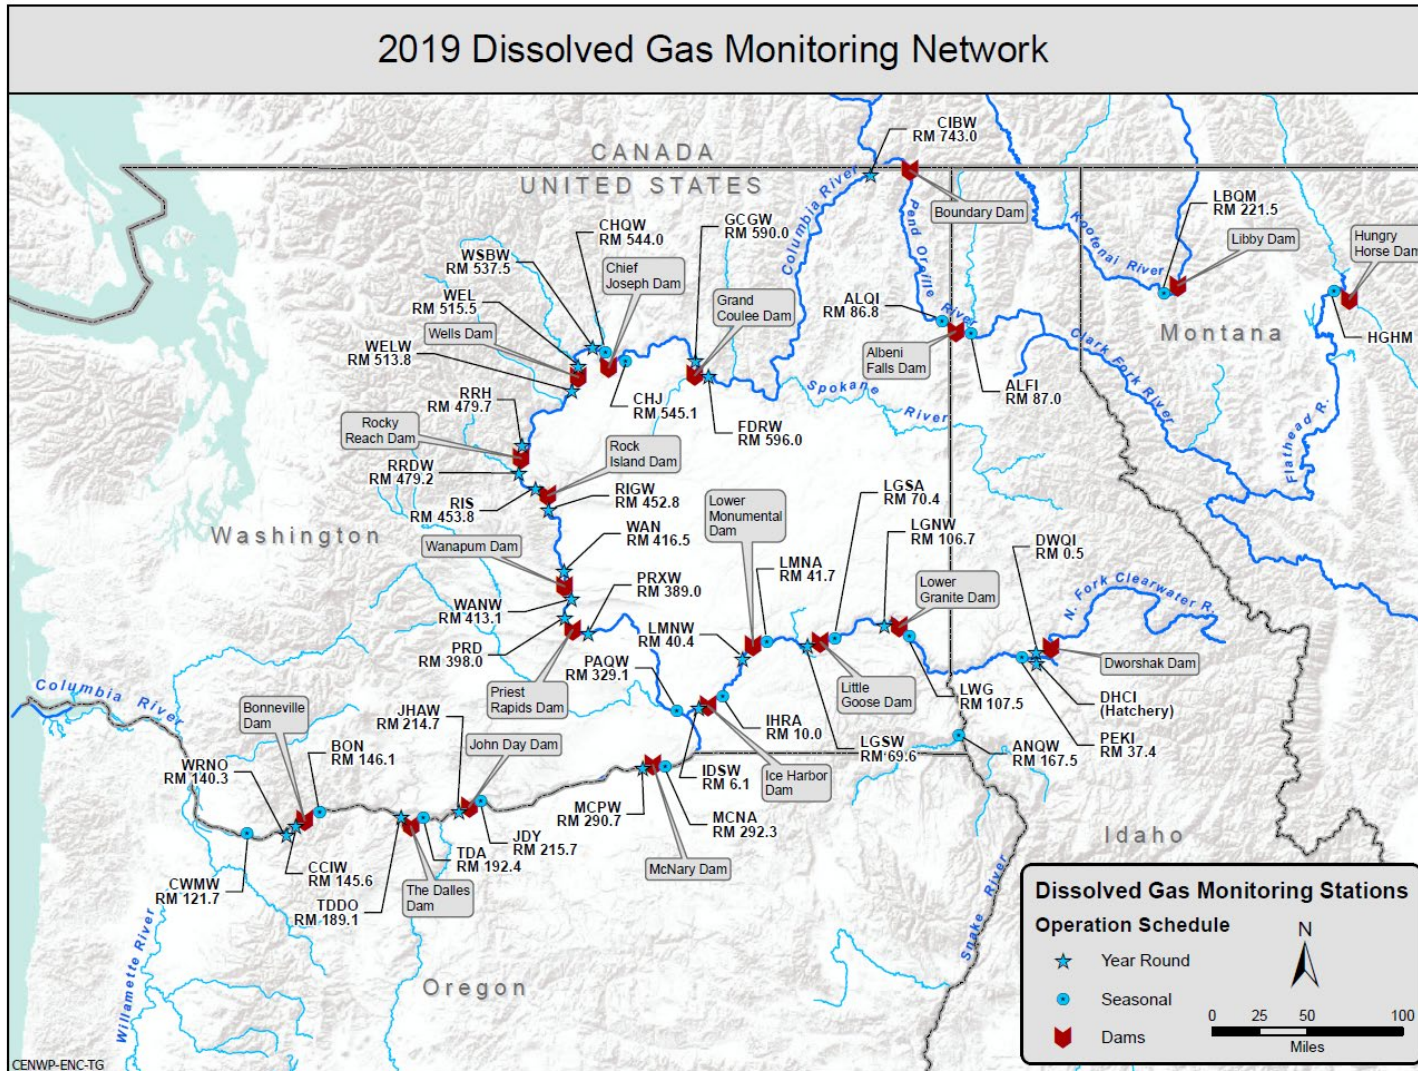 2019 Dissolved Gas Monitoring Network
CIBW
RM 743.0
CANADA
UNITED STATES
Columbia River
Pend Oreille
River
Boundary Dam
Kootenai River
LBQM
RM 221.5
Libby Dam
Hungry
Horse Dam
HGHM
Montana
CHQW
RM 544.0
GCGW
RM 590.0
WSBW
RM 537.5
Chief
Joseph Dam
WEL
RM 515.5
Grand
Coulee Dam
ALQI
RM 86.8
Wells Dam
WELW
RM 513.8
Albeni
Falls Dam
Clark Fork River
ALFI
RM 87.0
CHJ
RM 545.1
Spokane
River
FDRW
RM 596.0
RRH
RM 479.7
Flathead R.
Rocky
Reach Dam
Rock
Island Dam
RRDW
RM 479.2
RIS
RM 453.8
RIGW
RM 452.8
LGSA
RM 70.4
Lower
Monumental
Dam
LGNW
RM 106.7
Washington
WAN
RM 416.5
DWQI
RM 0.5
Wanapum Dam
LMNA
RM 41.7
PRXW
RM 389.0
Lower
Granite Dam
N. Fork Clearwater R.
WANW
RM 413.1
LMNW
RM 40.4
PRD
RM 398.0
PAQW
RM 329.1
Dworshak Dam
Columbia River
Priest
Rapids Dam
Little
Goose Dam
LWG
RM 107.5
DHCI
(Hatchery)
Bonneville
Dam
JHAW
RM 214.7
IHRA
RM 10.0
PEKI
RM 37.4
BON
RM 146.1
John Day Dam
LGSW
RM 69.6
ANQW
RM 167.5
WRNO
RM 140.3
IDSW
RM 6.1
Ice Harbor
Dam
MCPW
RM 290.7
MCNA
RM 292.3
JDY
RM 215.7
TDA
RM 192.4
McNary Dam
CCIW
RM 145.6
CWMW
RM 121.7
TDDO
RM 189.1
The Dalles
Dam
Idaho
Snake River
Willamette River
Oregon
Dissolved Gas Monitoring Stations
Operation Schedule
N
Year Round
Seasonal
Dams
0 25 50 100
Miles
CENWP-ENC-TG